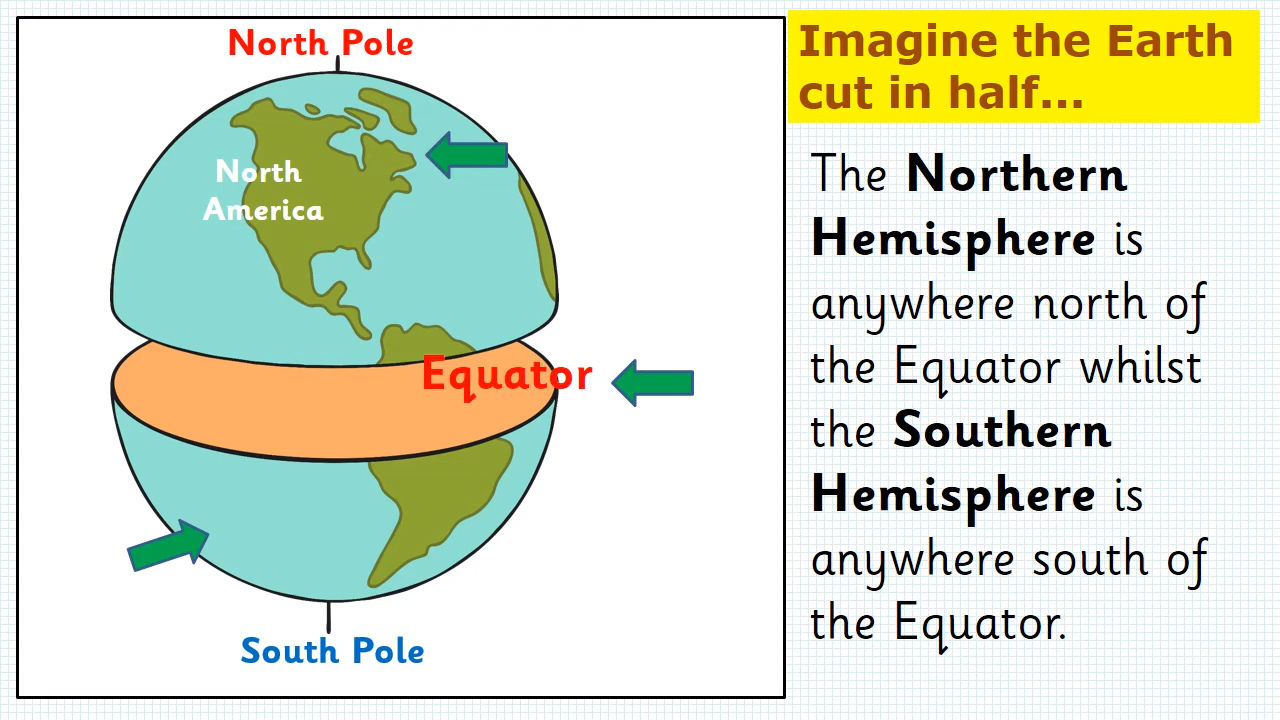 North Pole
North
America
Equator
South Pole
Imagine the Earth
cut in half...
The Northern
Hemisphere is
anywhere north of
the Equator whilst
the Southern
Hemisphere is
anywhere south of
the Equator.